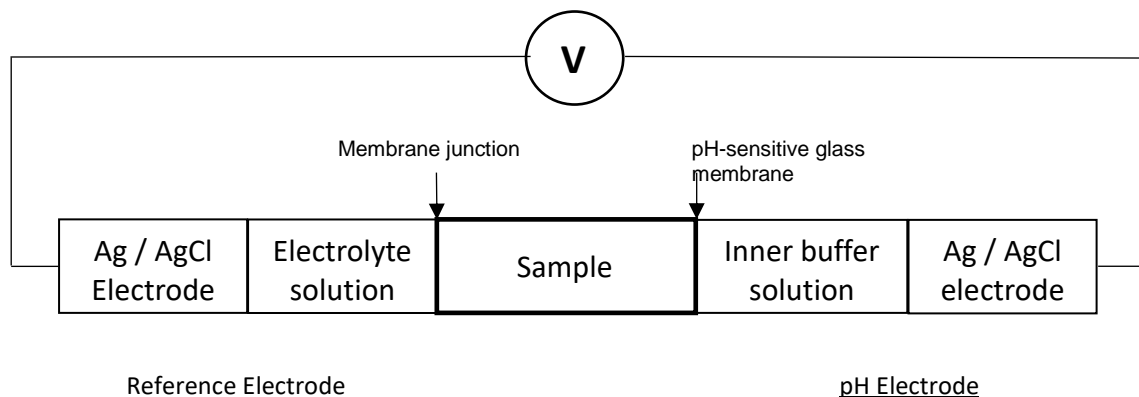 V
Membrane junction
pH-sensitive glass
membrane
Ag / AgCl
Electrode
Electrolyte
solution
Sample
Inner buffer
solution
Ag / AgCl
electrode
Reference Electrode
pH Electrode